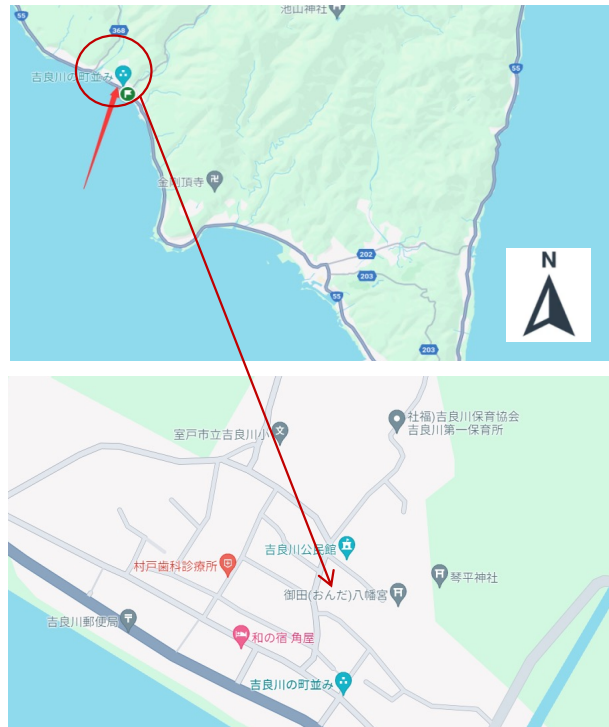 池山神社
55
368
55
吉良川の町並み
金剛頂寺
202
203
55
203
N
社福)吉良川保育協会
吉良川第一保育所
室戸市立吉良川小
吉良川公民館
村戸歯科診療所
琴平神社
御田(おんだ)八幡宮
吉良川郵便局
和の宿 角屋
吉良川の町並み